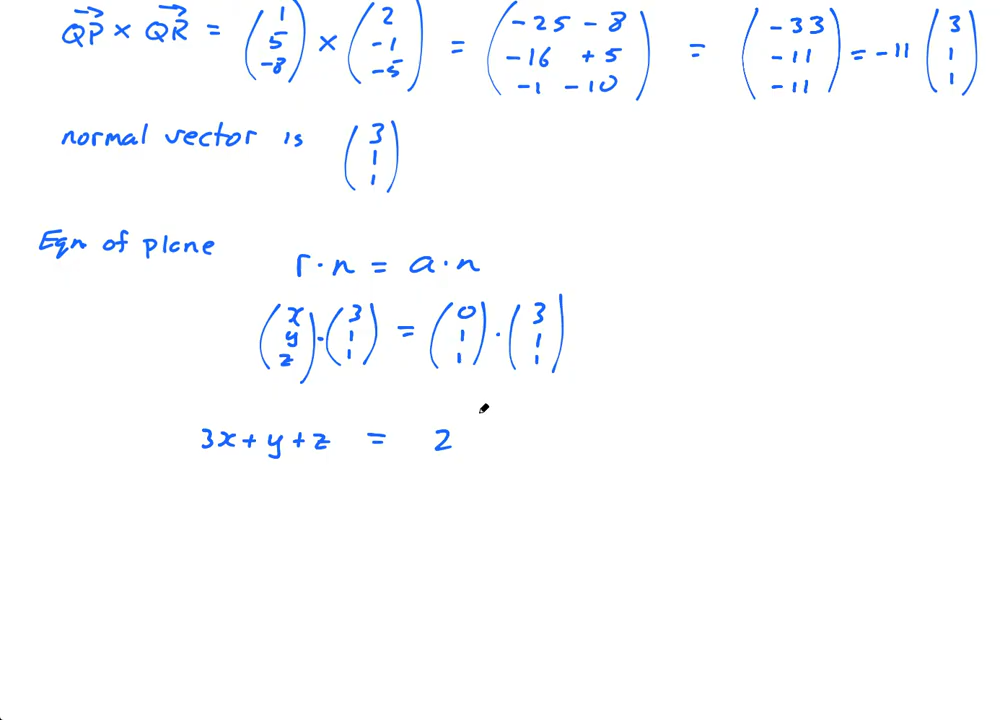 QP × QR = (1 5 -8) × (2 -1 -5) = (-25 - 8 -16 + 5 -1 - 10) = (-33 -11 -11) = -11 (3 1 1)
normal vector is (3 1 1)
Eqn of plane
r · n = a · n
(x y z) · (3 1 1) = (0 1 1) · (3 1 1)
3x + y + z = 2